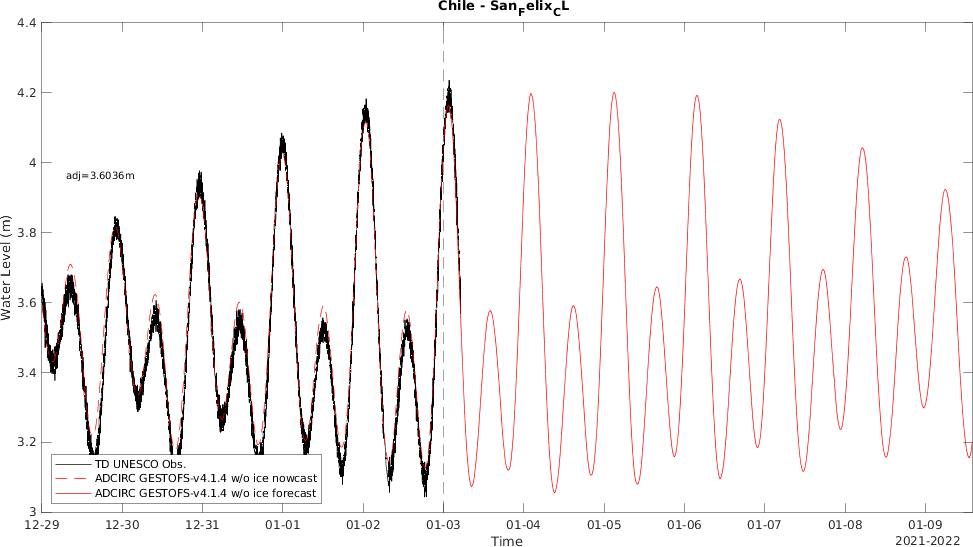 Chile - SanFelixCL
4.4
4.2
4
3.8
3.6
3.4
3.2
3
Water Level (m)
adj=3.6036m
TD UNESCO Obs.
ADCIRC GESTOFS-v4.1.4 w/o ice nowcast
ADCIRC GESTOFS-v4.1.4 w/o ice forecast
12-29 12-30 12-31 01-01 01-02 01-03 01-04 01-05 01-06 01-07 01-08 01-09
Time
2021-2022